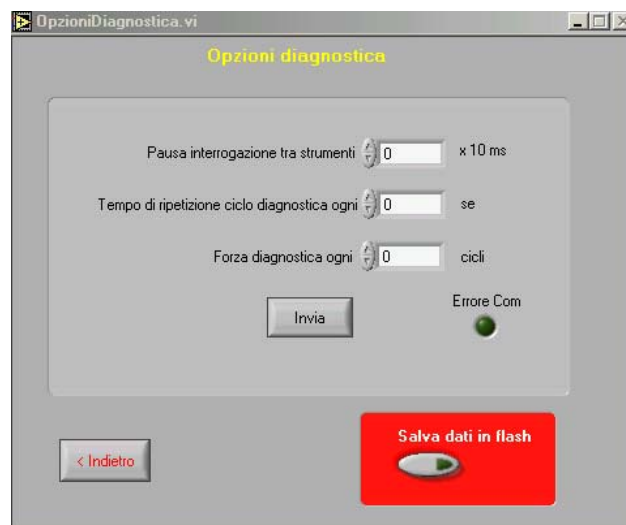 OpzioniDiagnostica.vi
Opzioni diagnostica
Pausa interrogazione tra strumenti 0 x 10 ms
Tempo di ripetizione ciclo diagnostica ogni 0 se
Forza diagnostica ogni 0 cicli
Errore Com
Invia
Salva dati in flash
< Indietro